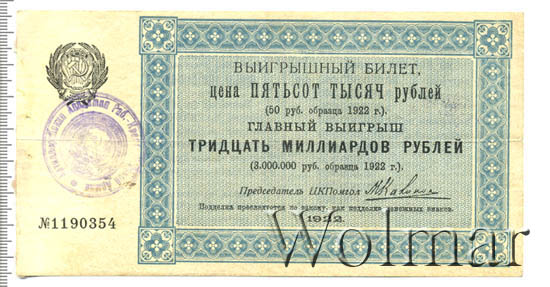 ВЫИГРЫШНЫЙ БИЛЕТ,
цена ПЯТЬСОТ ТЫСЯЧ рублей
(50 руб. образца 1922 г.).
ГЛАВНЫЙ ВЫИГРЫШ
ТРИДЦАТЬ МИЛЛИАРДОВ РУБЛЕЙ
(3.000.000 руб. образца 1922 г.).
Председатель ЦКПомгол
Подделка преследуется по закону, как подделка денежных знаков.
1922.
№1190354
Wolmar